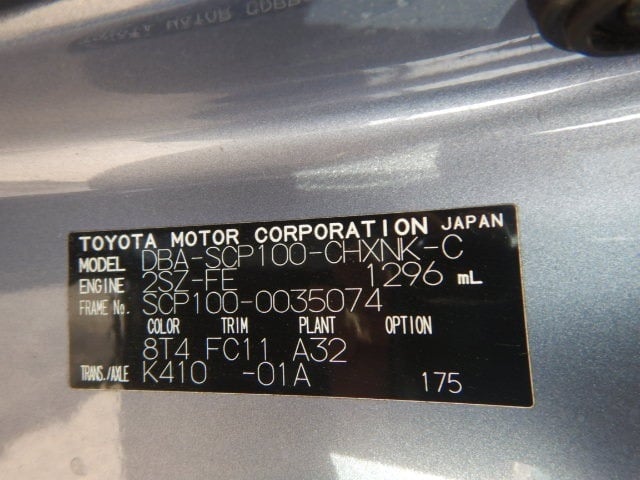 TOYOTA MOTOR CORPORATION JAPAN
MODEL DBA-SCP100-CHXNK-C
ENGINE 2SZ-FE 1296 mL
FRAME No. SCP100-0035074
COLOR TRIM PLANT OPTION
8T4 FC11 A32
TRANS./AXLE K410 -01A
175